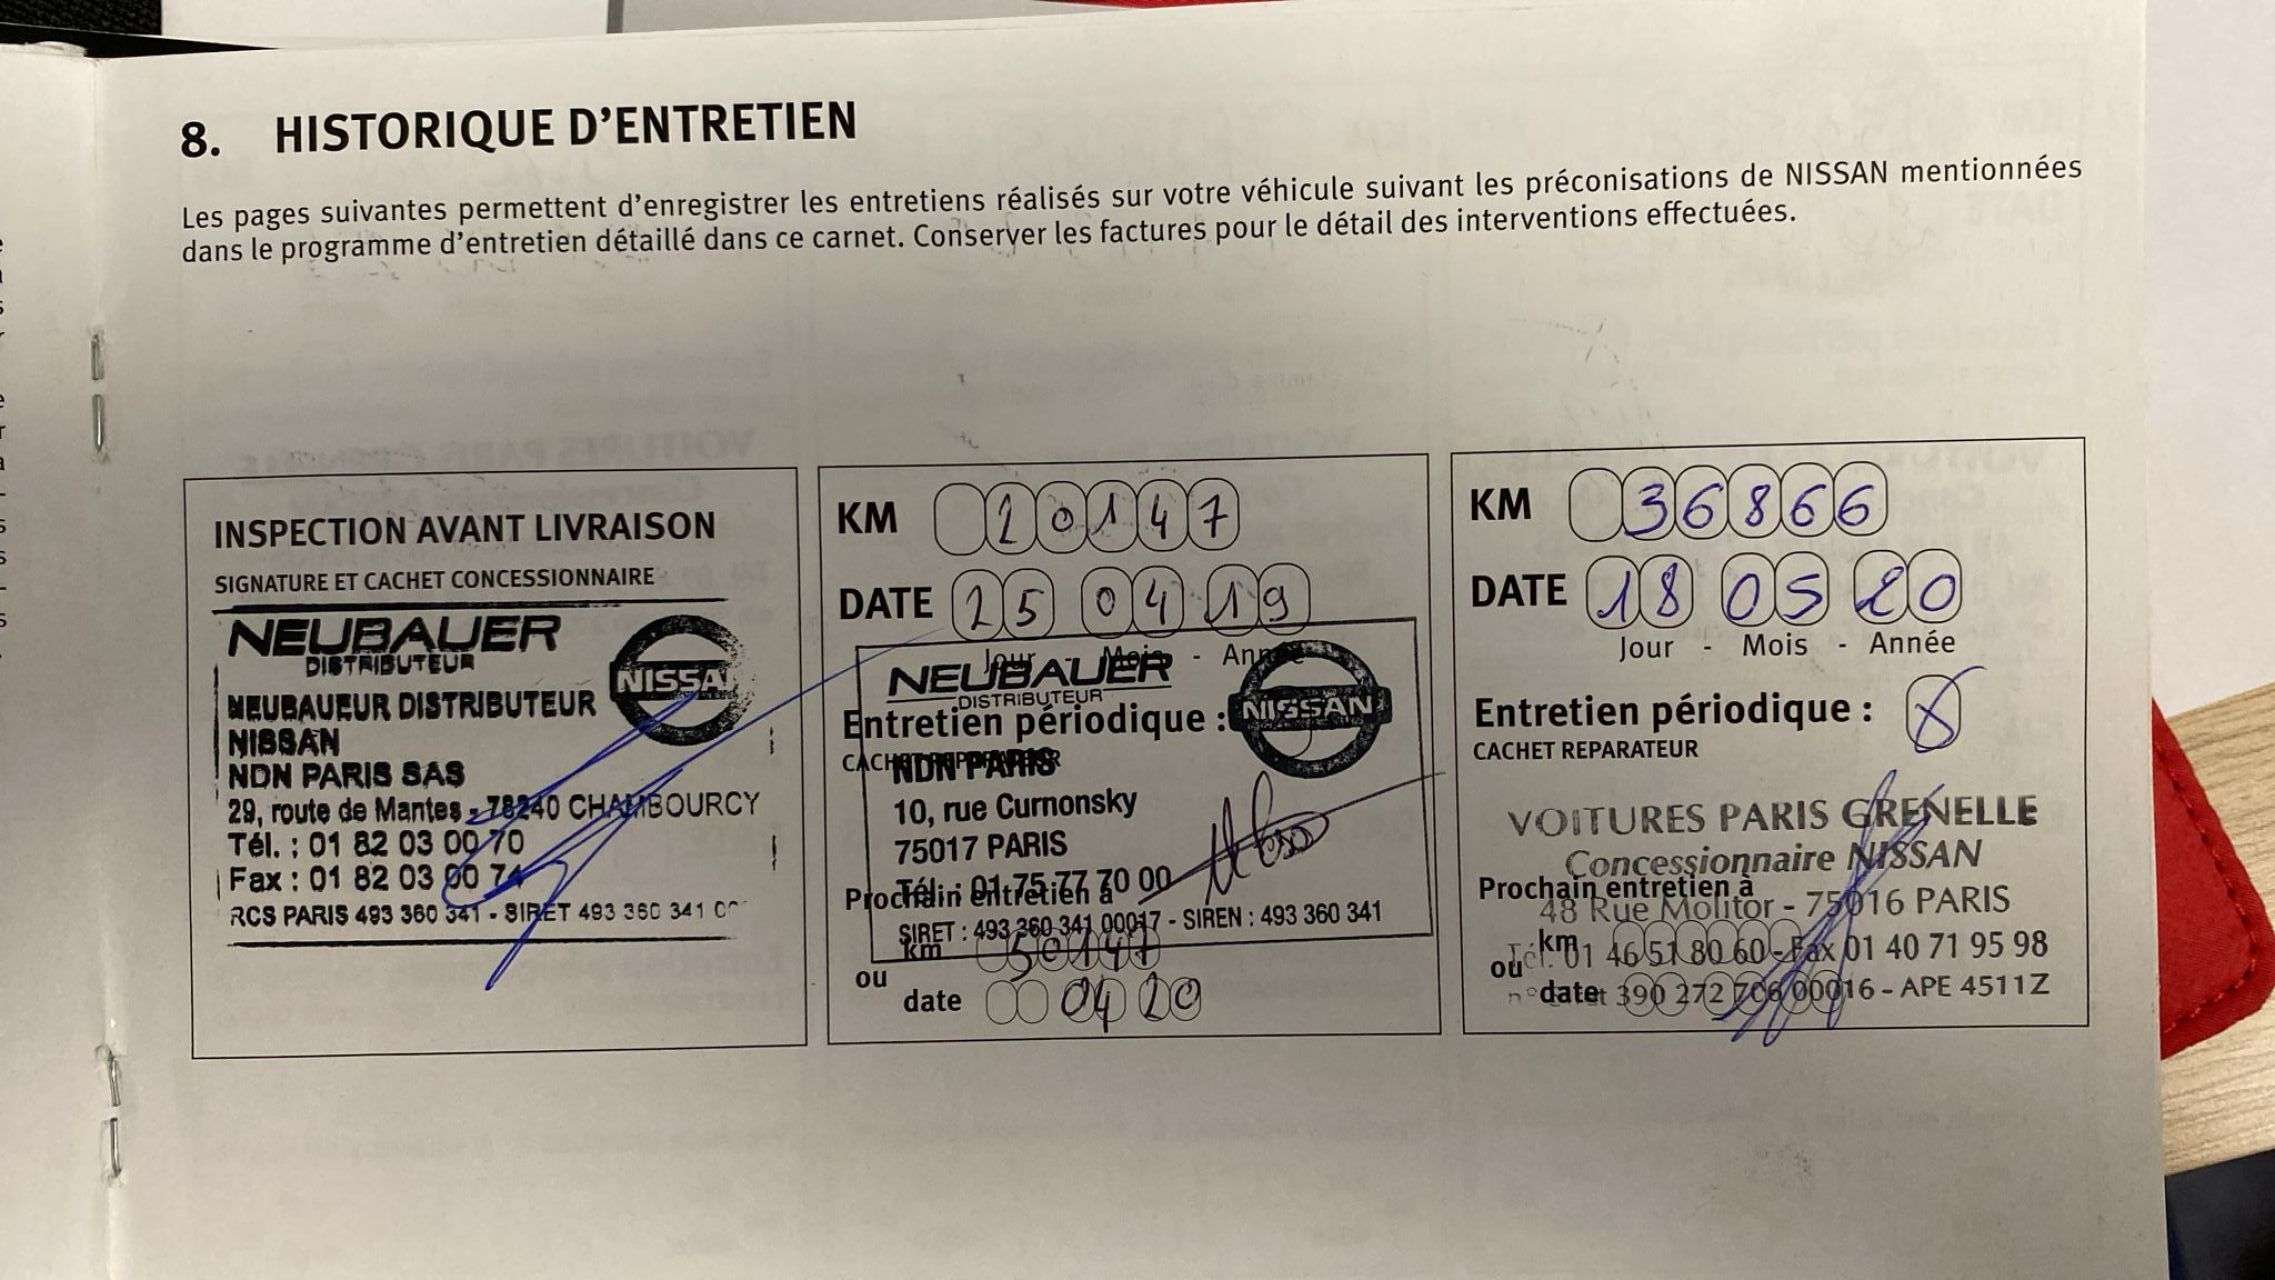 8. HISTORIQUE D'ENTRETIEN
Les pages suivantes permettent d'enregistrer les entretiens réalisés sur votre véhicule suivant les préconisations de NISSAN mentionnées
dans le programme d'entretien détaillé dans ce carnet. Conserver les factures pour le détail des interventions effectuées.
INSPECTION AVANT LIVRAISON
SIGNATURE ET CACHET CONCESSIONNAIRE
NEUBAUER
DISTRIBUTEUR
NISSA
NEUBAUEUR DISTRIBUTEUR
NISSAN
NDN PARIS SAS
29, route de Mantes - 78240 CHAMBOURCY
Tél. : 01 82 03 00 70
Fax : 01 82 03 00 74
RCS PARIS 493 360 341 - SIRET 493 360 341
KM 20147
DATE 25 04 19
Jour - Mois - Année
NEUBAUER
DISTRIBUTEUR
NISSAN
Entretien périodique :
NDN PARIS
10, rue Curnonsky
75017 PARIS
Tél. : 01 75 77 70 00
Prochain entretien à
SIRET : 493 360 341 00017 - SIREN : 493 360 341
km 50147
ou
date 04 20
KM 36866
DATE 18 05 20
Jour - Mois - Année
Entretien périodique : X
CACHET REPARATEUR
VOITURES PARIS GRENELLE
Concessionnaire NISSAN
Prochain entretien à
48 Rue Molitor - 75016 PARIS
km
Tél. 01 46 51 80 60 - Fax 01 40 71 95 98
ou
date
390 272 706 00016 - APE 4511Z